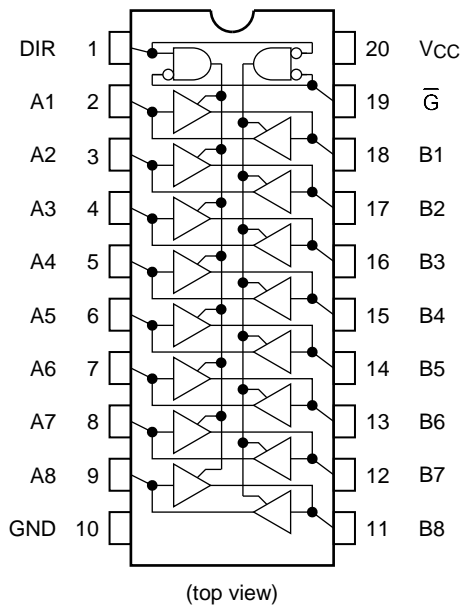 DIR 1 20 VCC
A1 2 19 G̅
A2 3 18 B1
A3 4 17 B2
A4 5 16 B3
A5 6 15 B4
A6 7 14 B5
A7 8 13 B6
A8 9 12 B7
GND 10 11 B8
(top view)